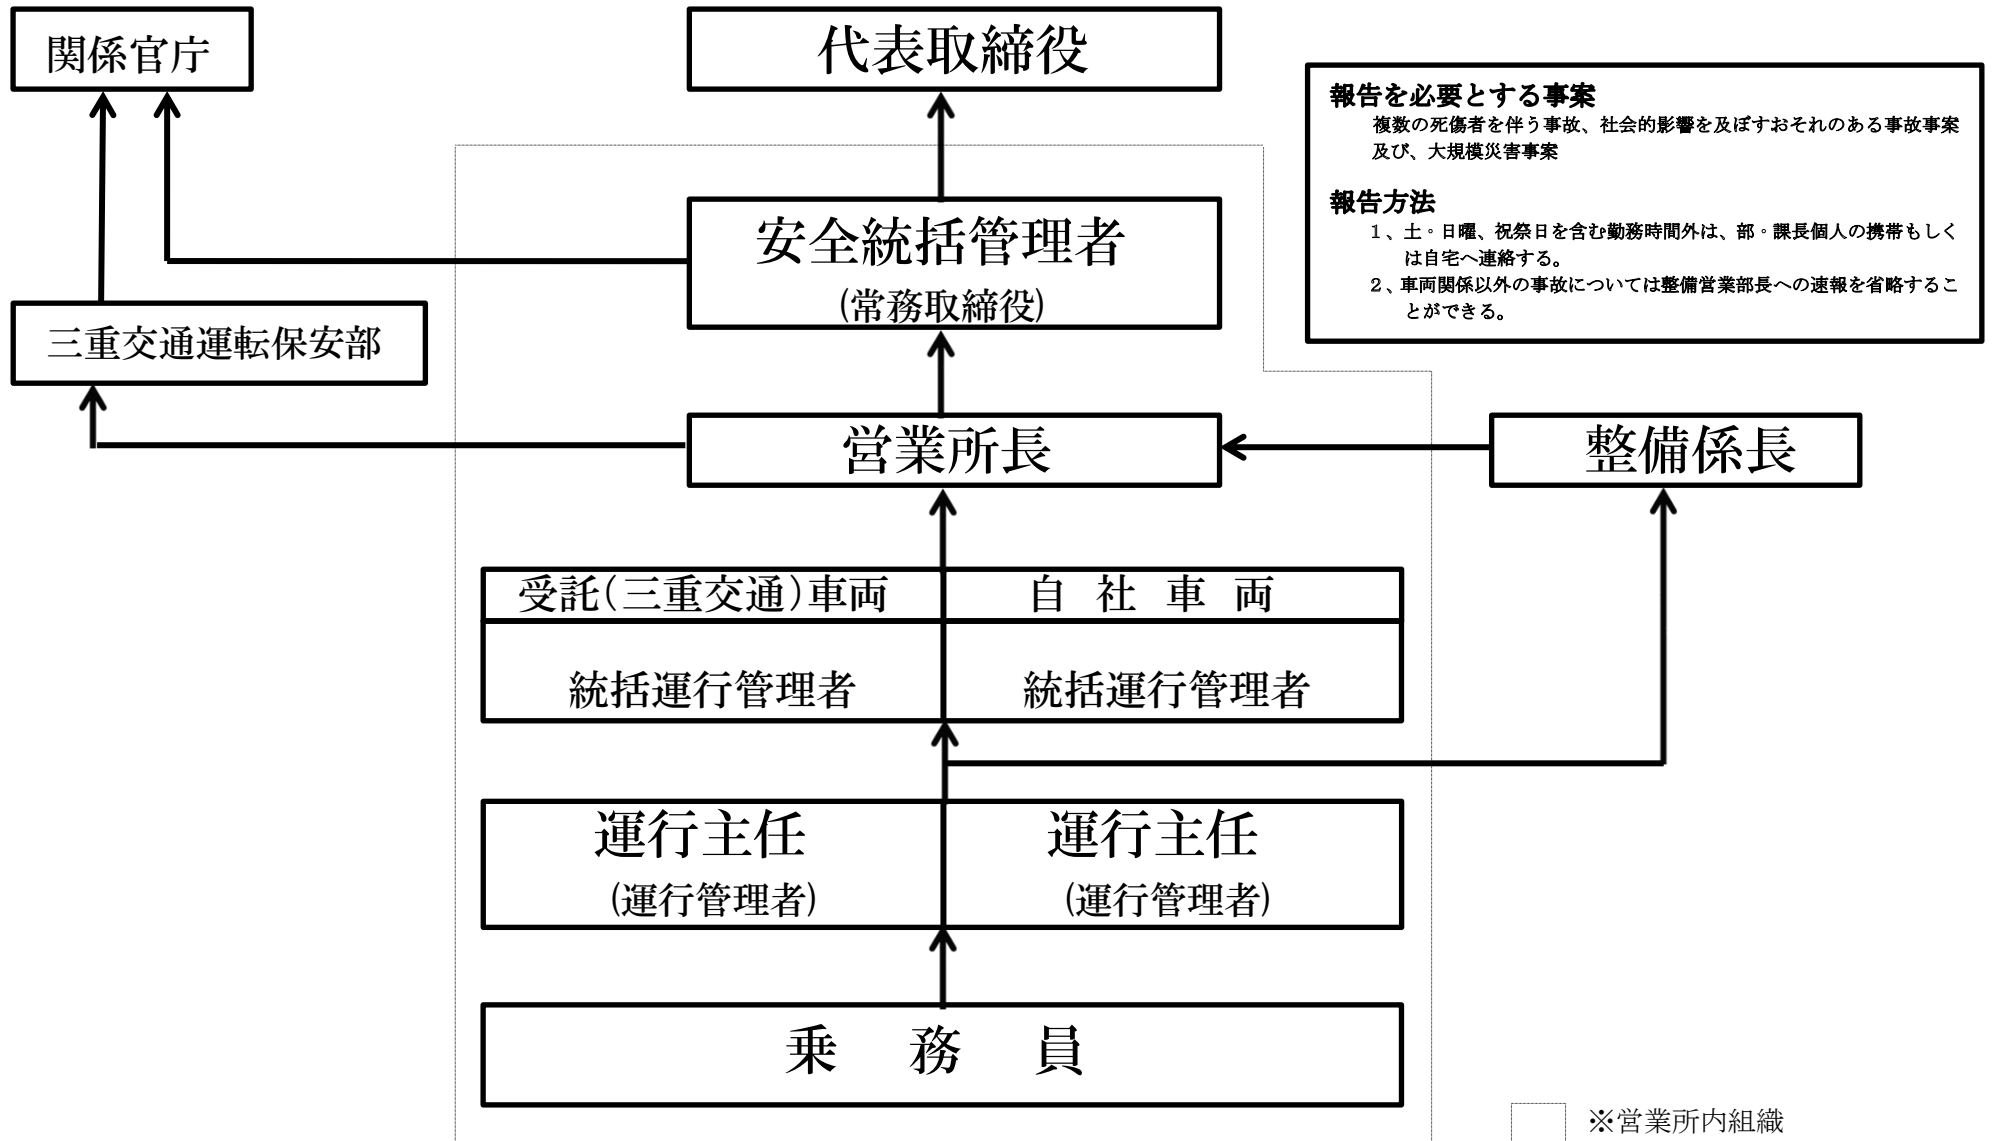 関係官庁
代表取締役
報告を必要とする事案
複数の死傷者を伴う事故、社会的影響を及ぼすおそれのある事故事案
及び、大規模災害事案
報告方法
１、土・日曜、祝祭日を含む勤務時間外は、部・課長個人の携帯もしく
は自宅へ連絡する。
２、車両関係以外の事故については整備営業部長への速報を省略するこ
とができる。
安全統括管理者
(常務取締役)
三重交通運転保安部
営業所長
整備係長
受託(三重交通)車両
自社車両
統括運行管理者
統括運行管理者
運行主任
(運行管理者)
運行主任
(運行管理者)
乗務員
※営業所内組織